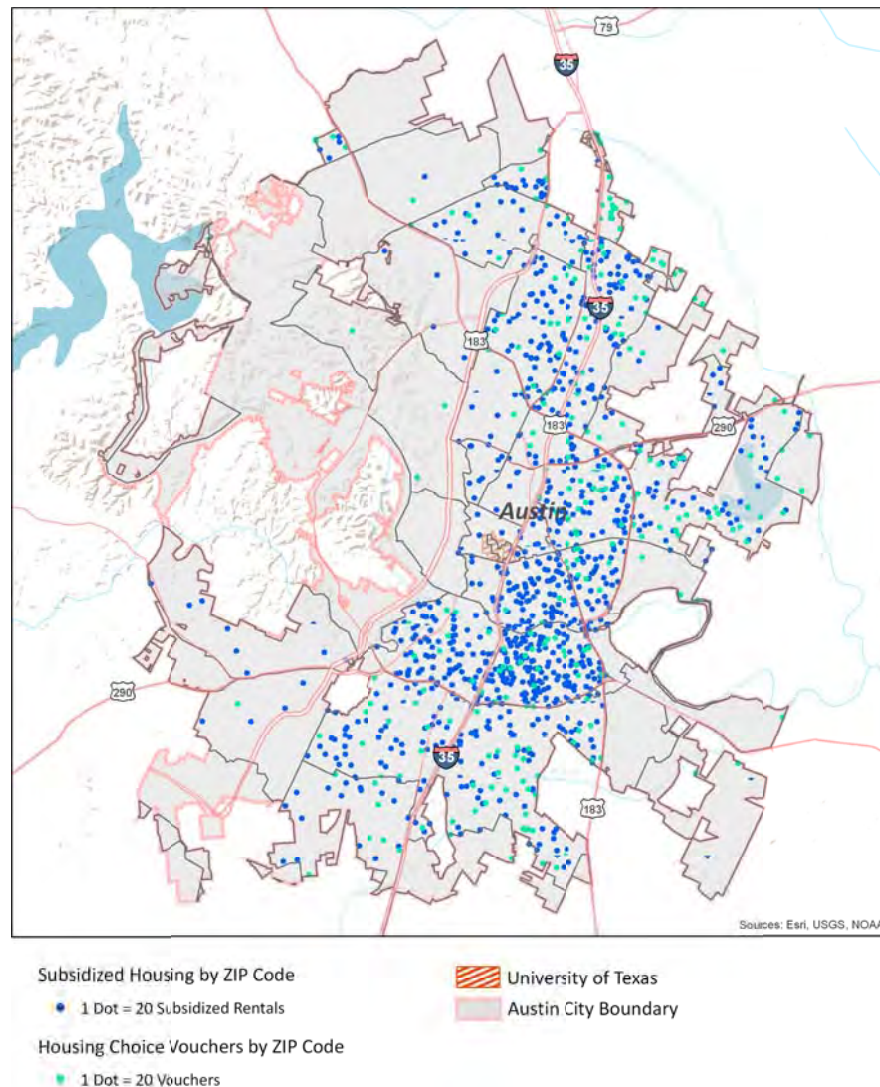 79
35
35
183
183
290
Austin
290
35
183
Sources: Esri, USGS, NOAA
Subsidized Housing by ZIP Code
1 Dot = 20 Subsidized Rentals
Housing Choice Vouchers by ZIP Code
1 Dot = 20 Vouchers
University of Texas
Austin City Boundary